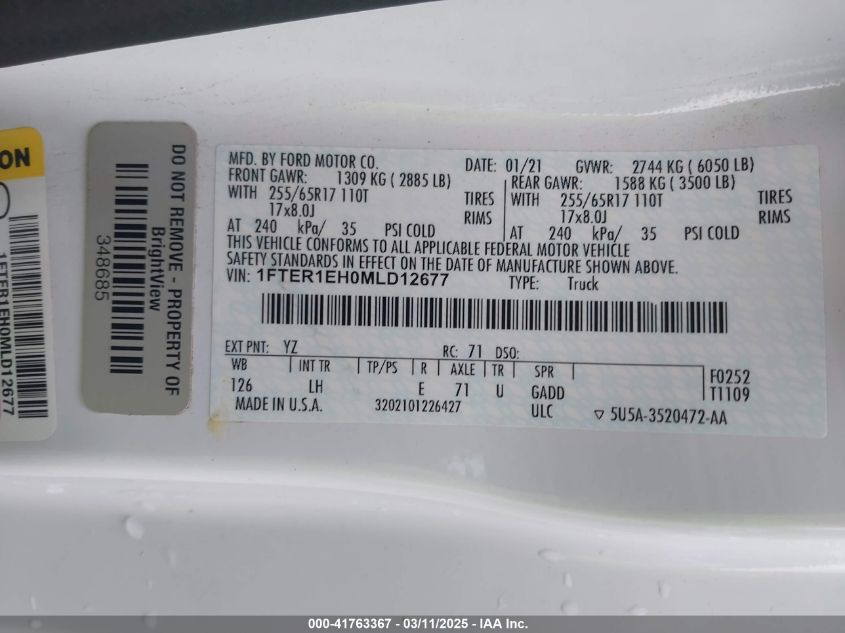 ON
1FTER1EH0MLD12677
DO NOT REMOVE - PROPERTY OF
BrightView
348685
MFD. BY FORD MOTOR CO. DATE: 01/21 GVWR: 2744 KG ( 6050 LB)
FRONT GAWR: 1309 KG ( 2885 LB) REAR GAWR: 1588 KG ( 3500 LB)
WITH 255/65R17 110T TIRES WITH 255/65R17 110T TIRES
17x8.0J RIMS 17x8.0J RIMS
AT 240 kPa/ 35 PSI COLD AT 240 kPa/ 35 PSI COLD
THIS VEHICLE CONFORMS TO ALL APPLICABLE FEDERAL MOTOR VEHICLE
SAFETY STANDARDS IN EFFECT ON THE DATE OF MANUFACTURE SHOWN ABOVE.
VIN: 1FTER1EH0MLD12677 TYPE: Truck
EXT PNT: YZ RC: 71 DSO:
WB INT TR TP/PS R AXLE TR SPR F0252
126 LH E 71 U GADD T1109
MADE IN U.S.A. 3202101226427 ULC ▽ 5U5A-3520472-AA
000-41763367 - 03/11/2025 - IAA Inc.